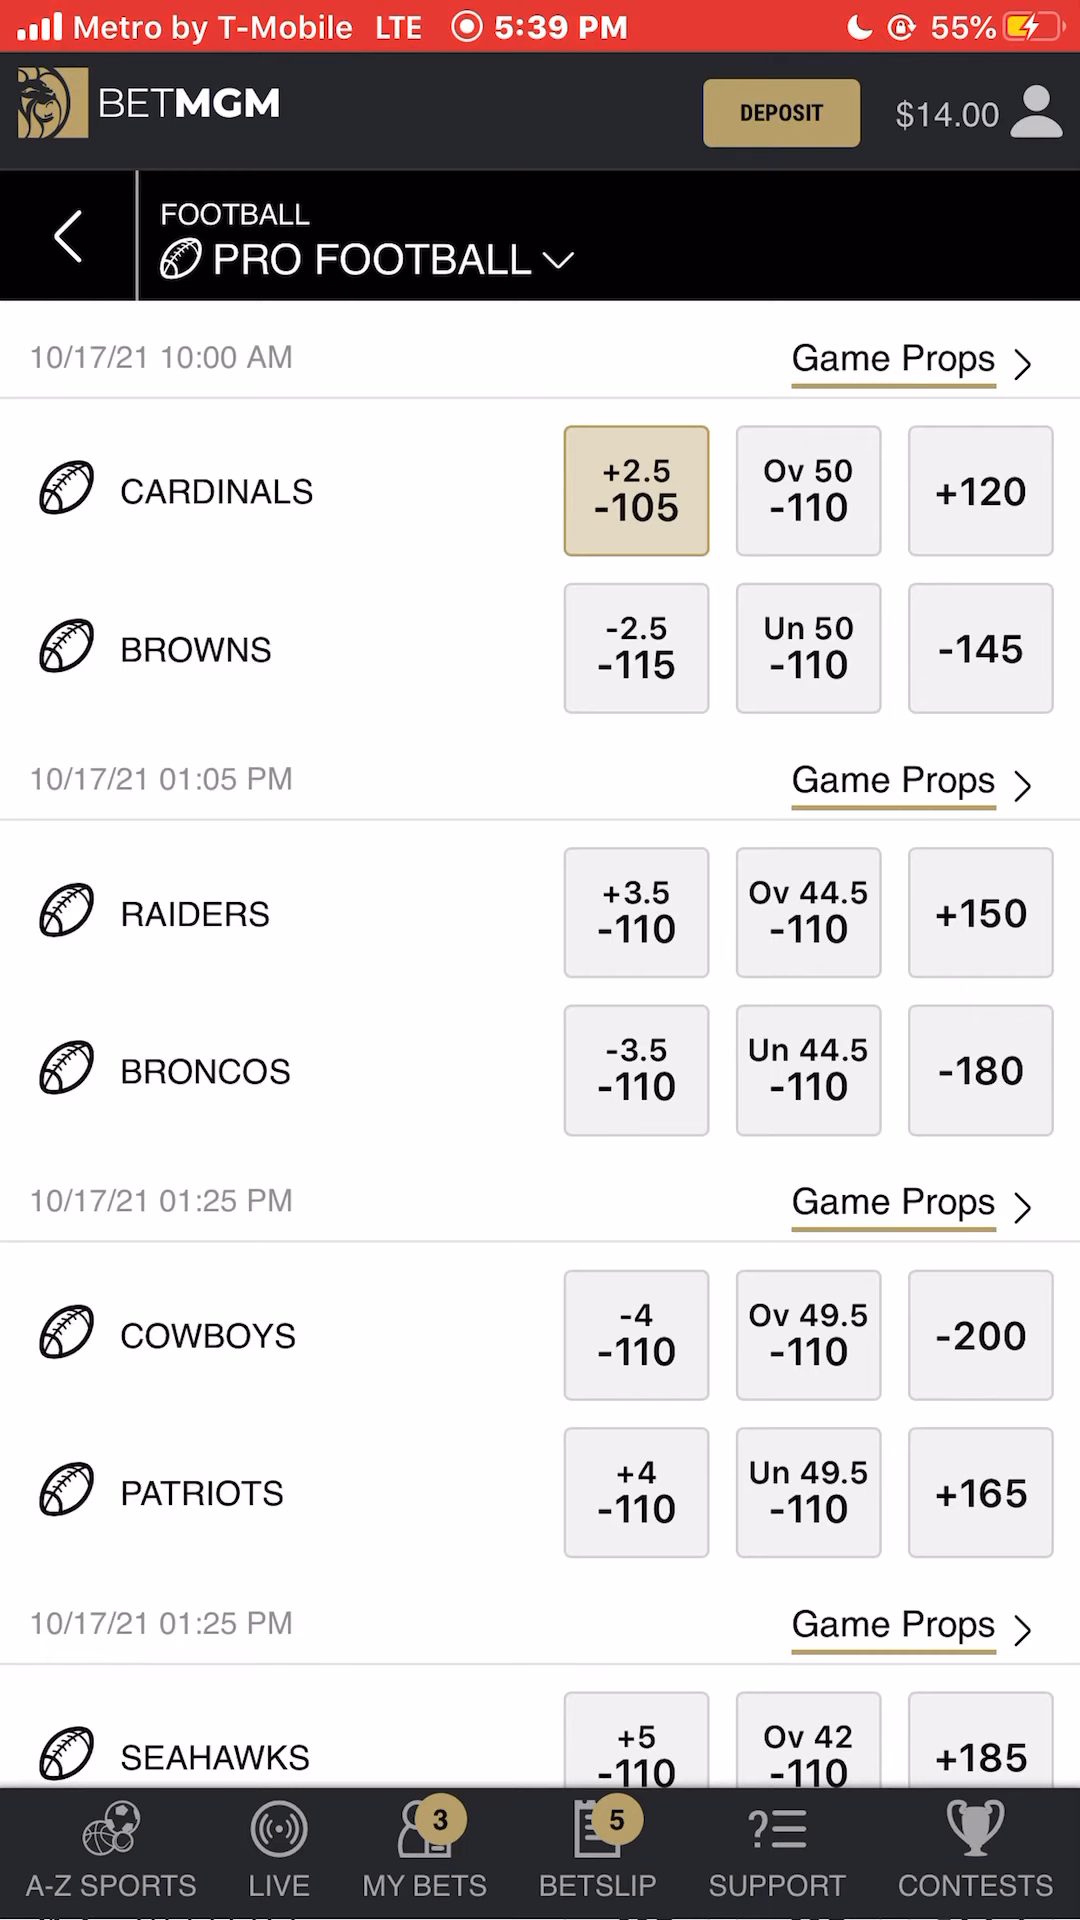 Metro by T-Mobile LTE 5:39 PM 55%
BETMGM DEPOSIT $14.00
FOOTBALL
PRO FOOTBALL
10/17/21 10:00 AM Game Props
CARDINALS +2.5 -105 Ov 50 -110 +120
BROWNS -2.5 -115 Un 50 -110 -145
10/17/21 01:05 PM Game Props
RAIDERS +3.5 -110 Ov 44.5 -110 +150
BRONCOS -3.5 -110 Un 44.5 -110 -180
10/17/21 01:25 PM Game Props
COWBOYS -4 -110 Ov 49.5 -110 -200
PATRIOTS +4 -110 Un 49.5 -110 +165
10/17/21 01:25 PM Game Props
SEAHAWKS +5 -110 Ov 42 -110 +185
3 5
A-Z SPORTS LIVE MY BETS BETSLIP SUPPORT CONTESTS